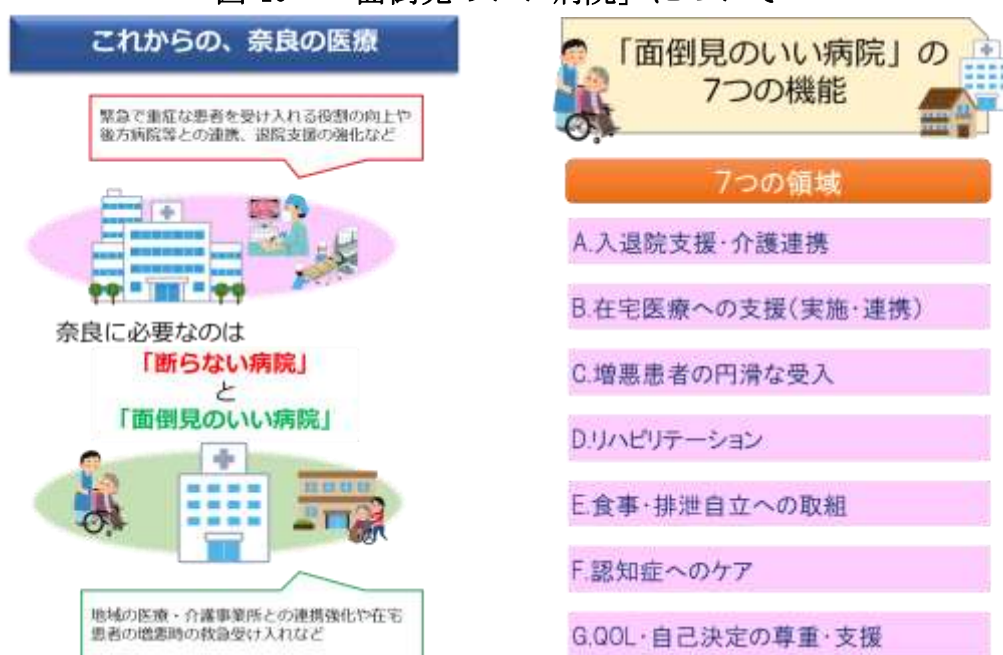 これからの、奈良の医療
緊急で重症な患者を受け入れる役割の向上や
後方病院等との連携、退院支援の強化など
奈良に必要なのは
「断らない病院」
と
「面倒見のいい病院」
地域の医療・介護事業所との連携強化や在宅
患者の増悪時の救急受け入れなど
「面倒見のいい病院」の
7つの機能
7つの領域
A.入退院支援・介護連携
B.在宅医療への支援(実施・連携)
C.増悪患者の円滑な受入
D.リハビリテーション
E.食事・排泄自立への取組
F.認知症へのケア
G.QOL・自己決定の尊重・支援